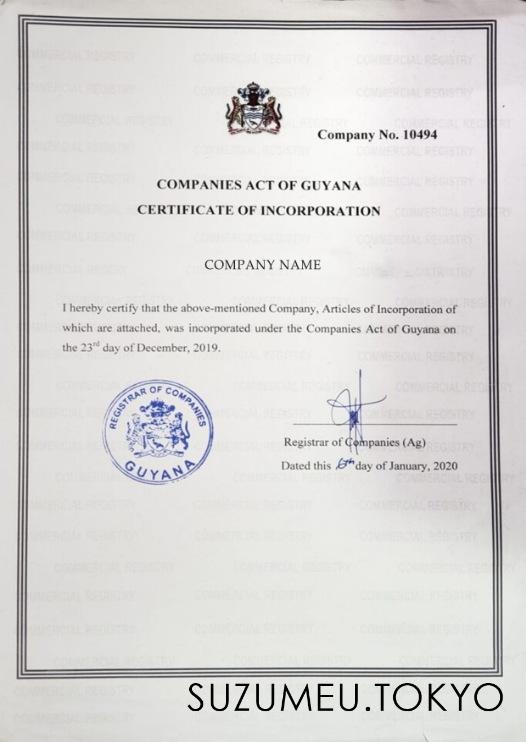 Company No. 10494
COMPANIES ACT OF GUYANA
CERTIFICATE OF INCORPORATION
COMPANY NAME
I hereby certify that the above-mentioned Company, Articles of Incorporation of
which are attached, was incorporated under the Companies Act of Guyana on
the 23rd day of December, 2019.
REGISTRAR OF COMPANIES
GUYANA
Registrar of Companies (Ag)
Dated this 6th day of January, 2020
COMMERCIAL REGISTRY
SUZUMEU.TOKYO